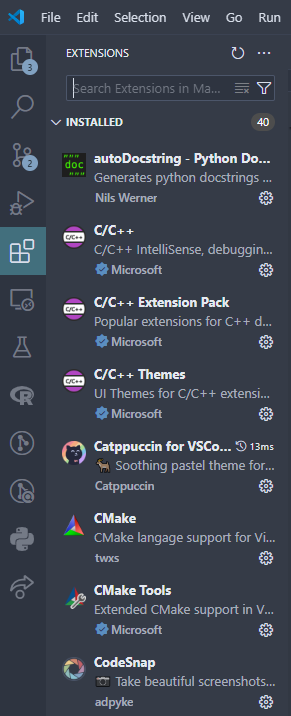 File Edit Selection View Go Run
EXTENSIONS
3
Search Extensions in Ma...
INSTALLED 40
autoDocstring - Python Do...
Generates python docstrings ...
Nils Werner
2
C/C++
C/C++ IntelliSense, debuggin...
Microsoft
C/C++ Extension Pack
Popular extensions for C++ d...
Microsoft
C/C++ Themes
UI Themes for C/C++ extensi...
Microsoft
Catppuccin for VSCo... 13ms
Soothing pastel theme for...
Catppuccin
CMake
CMake langage support for Vi...
twxs
CMake Tools
Extended CMake support in V...
Microsoft
CodeSnap
Take beautiful screenshots...
adpyke